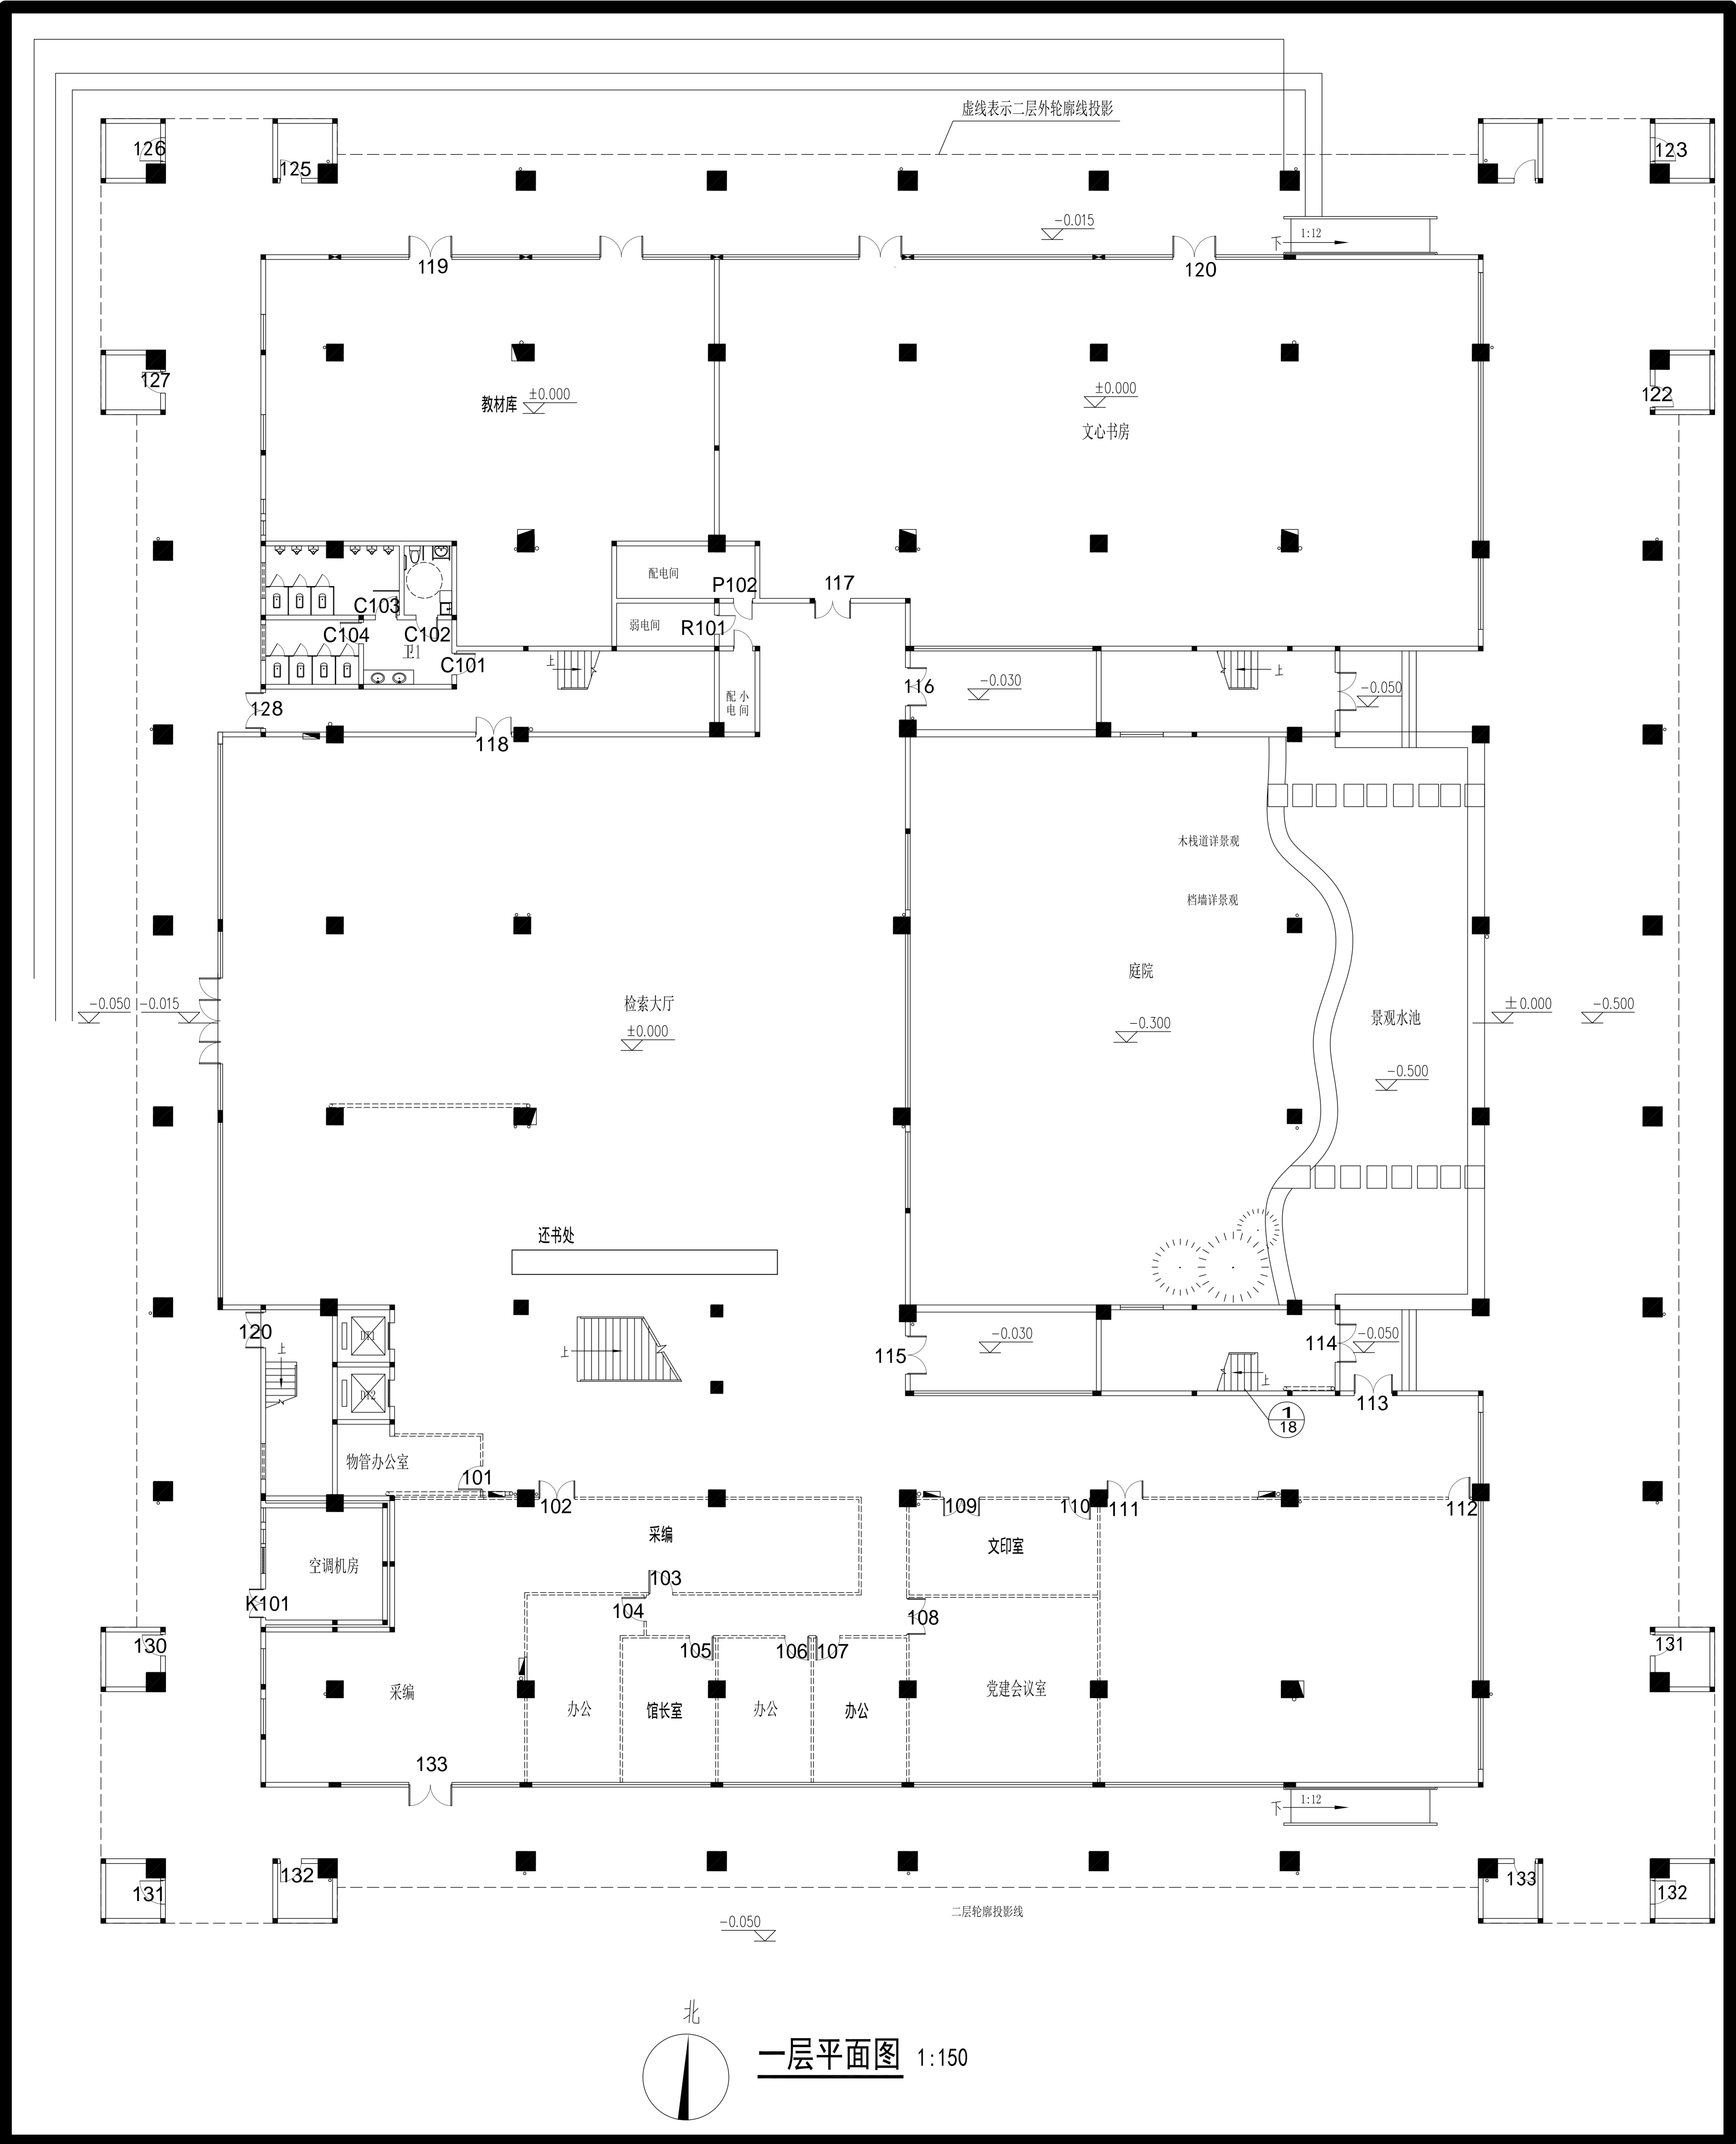 虚线表示二层外轮廓线投影
126
125
123
-0.015
下
1:12
119
120
127
122
教材库
±0.000
±0.000
文心书房
配电间
P102
117
C103
弱电间
R101
C104
C102
卫1
C101
上
上
116
-0.030
-0.050
128
配小
电间
118
木栈道详景观
档墙详景观
庭院
-0.050
-0.015
检索大厅
±0.000
-0.300
景观水池
±0.000
-0.500
-0.500
还书处
120
DT1
上
上
115
-0.030
114
-0.050
DT2
上
113
1
18
物管办公室
101
102
109
110
111
112
采编
文印室
空调机房
103
K101
104
108
130
105
106
107
131
采编
办公
馆长室
办公
办公
党建会议室
133
下
1:12
131
132
133
132
二层轮廓投影线
-0.050
北
一层平面图 1:150